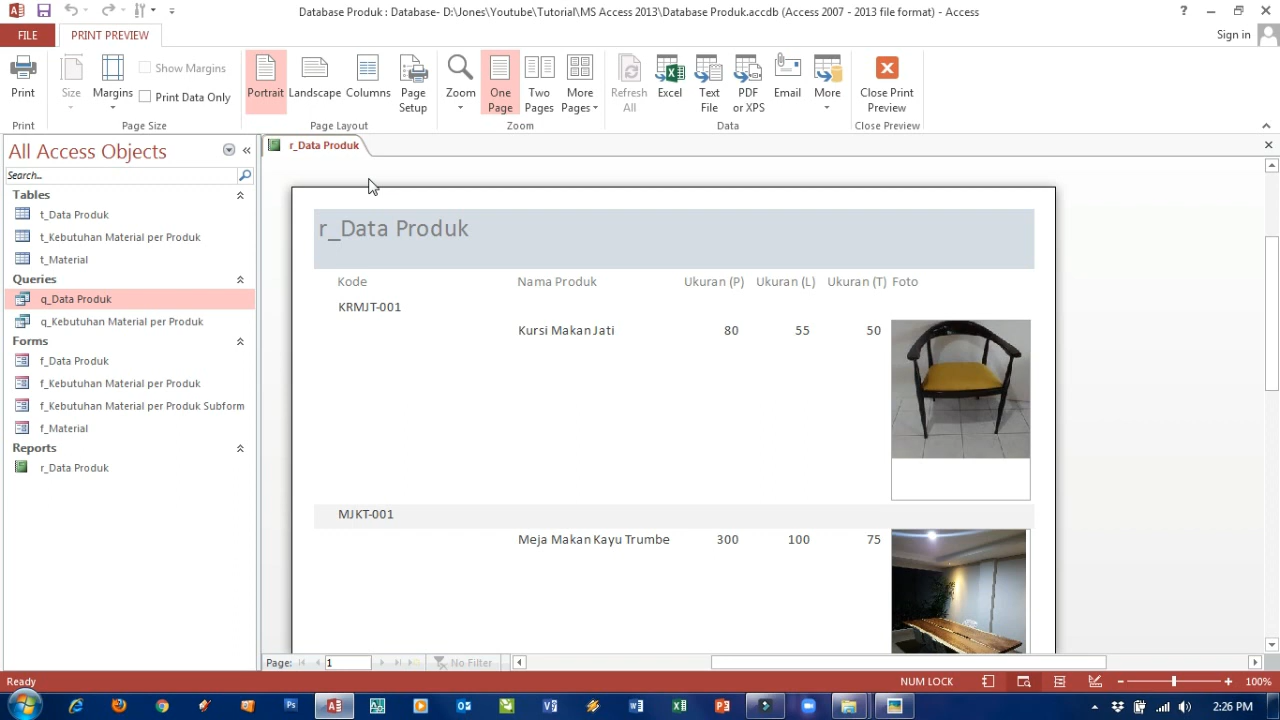 Database Produk : Database- D:\Jones\Youtube\Tutorial\MS Access 2013\Database Produk.accdb (Access 2007 - 2013 file format) - Access
?
FILE
PRINT PREVIEW
Sign in
Print
Size
Margins
Show Margins
Print Data Only
Portrait
Landscape
Columns
Page
Setup
Zoom
One
Page
Two
Pages
More
Pages
Refresh
All
Excel
Text
File
PDF
or XPS
Email
More
Close Print
Preview
Print
Page Size
Page Layout
Zoom
Data
Close Preview
All Access Objects
Search...
Tables
t_Data Produk
t_Kebutuhan Material per Produk
t_Material
Queries
q_Data Produk
q_Kebutuhan Material per Produk
Forms
f_Data Produk
f_Kebutuhan Material per Produk
f_Kebutuhan Material per Produk Subform
f_Material
Reports
r_Data Produk
r_Data Produk
r_Data Produk
Kode Nama Produk Ukuran (P) Ukuran (L) Ukuran (T) Foto
KRMJT-001
Kursi Makan Jati 80 55 50
MJKT-001
Meja Makan Kayu Trumbe 300 100 75
Page: 1 No Filter
Ready
NUM LOCK
100%
2:26 PM